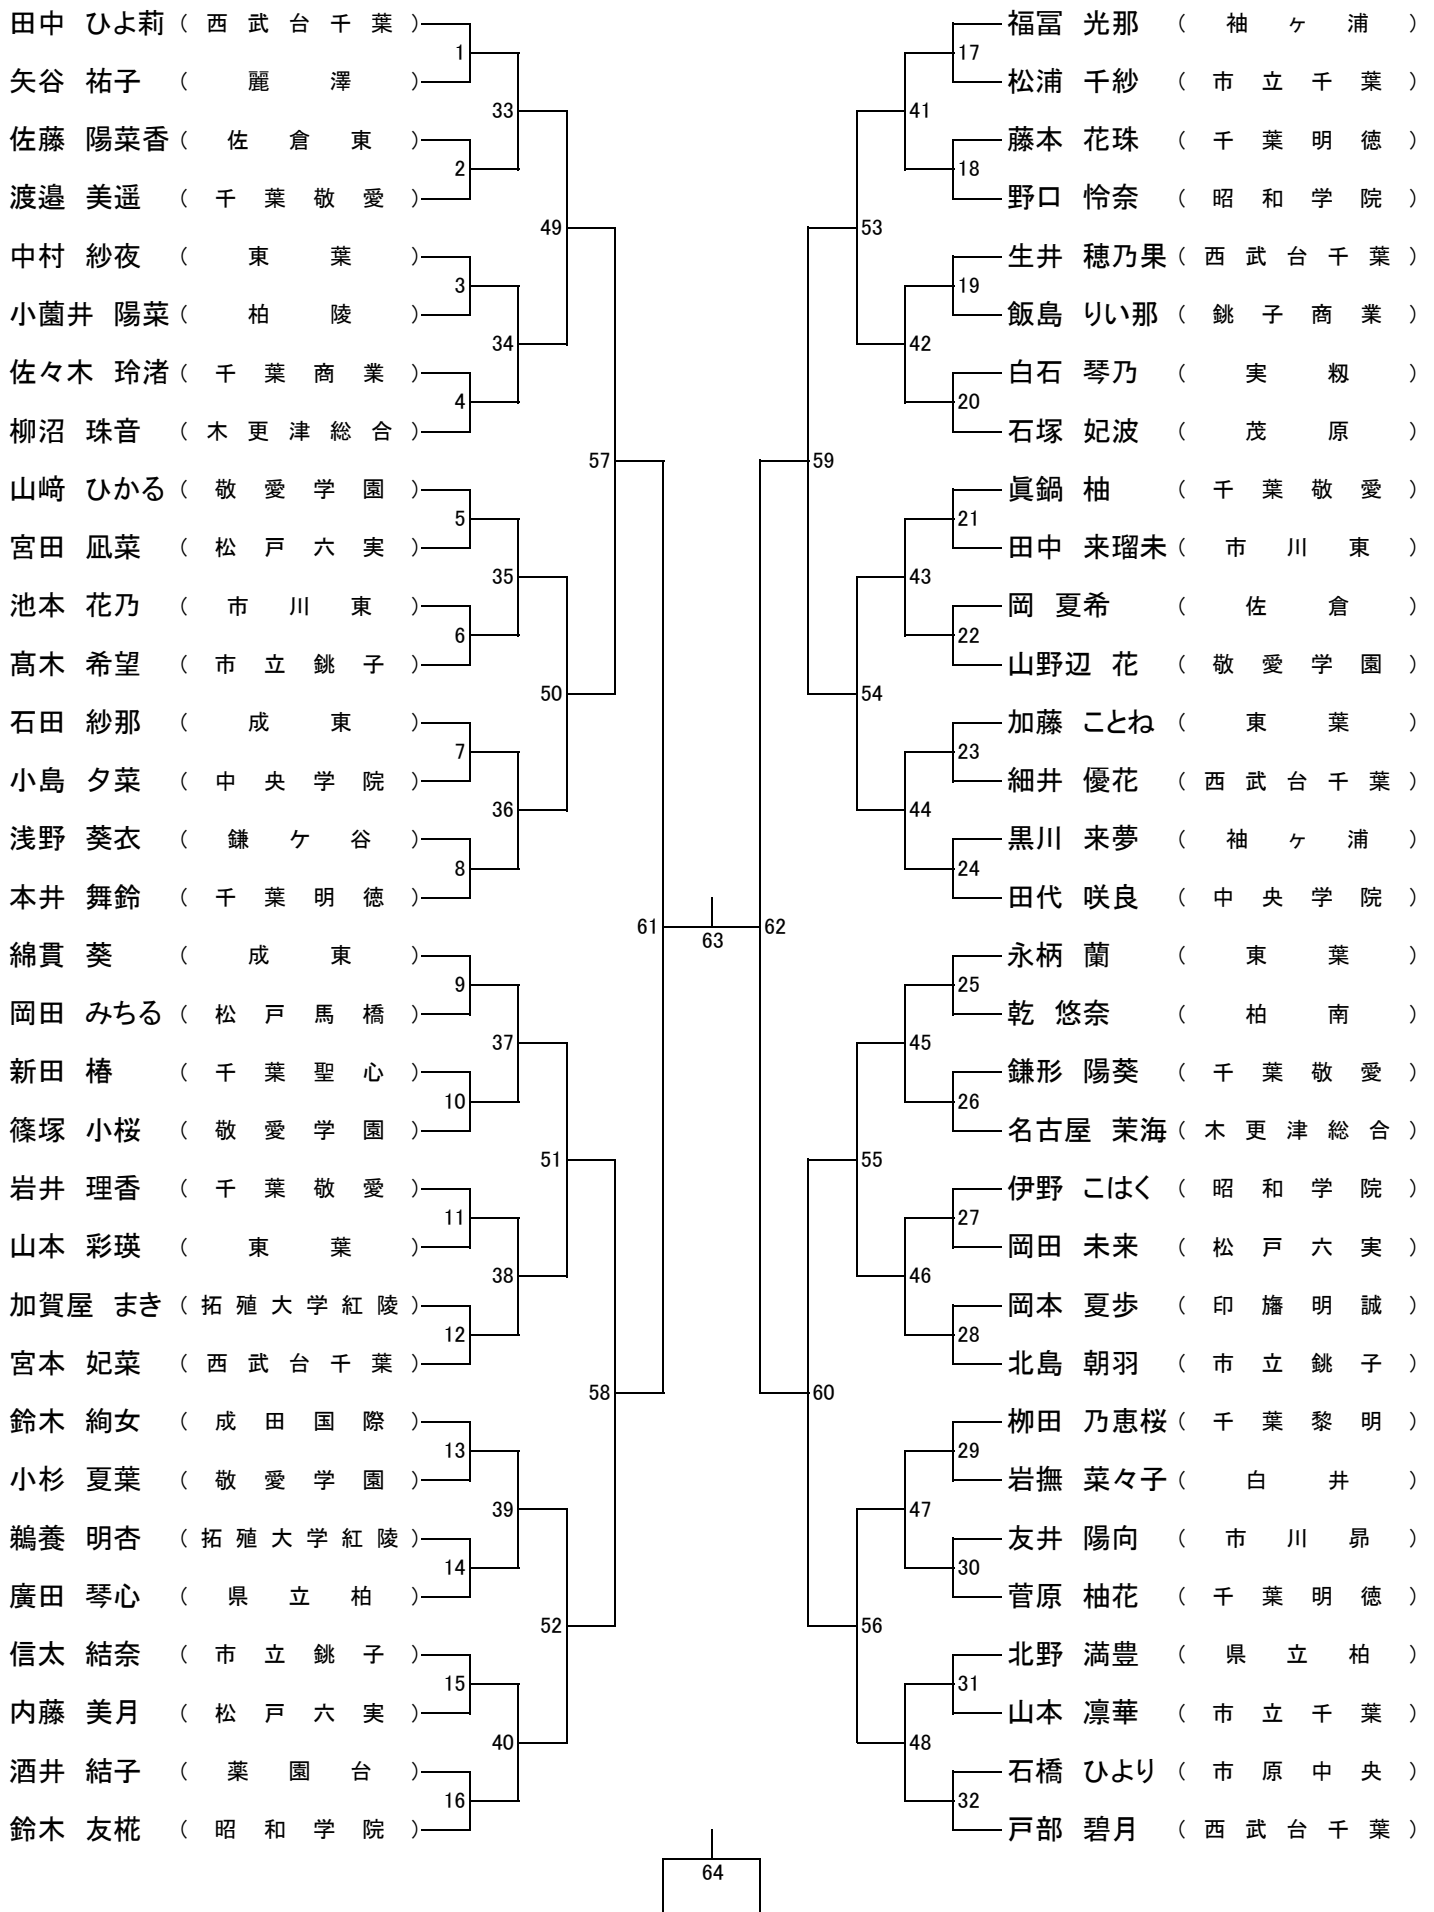 田中 ひよ莉 ( 西武台千葉 )
1
矢谷 祐子 ( 麗澤 )
33
佐藤 陽菜香 ( 佐倉東 )
2
渡邉 美遥 ( 千葉敬愛 )
49
中村 紗夜 ( 東葉 )
3
小薗井 陽菜 ( 柏陵 )
34
佐々木 玲渚 ( 千葉商業 )
4
柳沼 珠音 ( 木更津総合 )
57
山﨑 ひかる ( 敬愛学園 )
5
宮田 凪菜 ( 松戸六実 )
35
池本 花乃 ( 市川東 )
6
髙木 希望 ( 市立銚子 )
50
石田 紗那 ( 成東 )
7
小島 夕菜 ( 中央学院 )
36
浅野 葵衣 ( 鎌ケ谷 )
8
本井 舞鈴 ( 千葉明徳 )
61
綿貫 葵 ( 成東 )
9
岡田 みちる ( 松戸馬橋 )
37
新田 椿 ( 千葉聖心 )
10
篠塚 小桜 ( 敬愛学園 )
51
岩井 理香 ( 千葉敬愛 )
11
山本 彩瑛 ( 東葉 )
38
加賀屋 まき ( 拓殖大学紅陵 )
12
宮本 妃菜 ( 西武台千葉 )
58
鈴木 絢女 ( 成田国際 )
13
小杉 夏葉 ( 敬愛学園 )
39
鵜養 明杏 ( 拓殖大学紅陵 )
14
廣田 琴心 ( 県立柏 )
52
信太 結奈 ( 市立銚子 )
15
内藤 美月 ( 松戸六実 )
40
酒井 結子 ( 薬園台 )
16
鈴木 友椛 ( 昭和学院 )
63
64
福冨 光那 ( 袖ヶ浦 )
17
松浦 千紗 ( 市立千葉 )
41
藤本 花珠 ( 千葉明徳 )
18
野口 怜奈 ( 昭和学院 )
53
生井 穂乃果 ( 西武台千葉 )
19
飯島 りい那 ( 銚子商業 )
42
白石 琴乃 ( 実籾 )
20
石塚 妃波 ( 茂原 )
59
眞鍋 柚 ( 千葉敬愛 )
21
田中 来瑠未 ( 市川東 )
43
岡 夏希 ( 佐倉 )
22
山野辺 花 ( 敬愛学園 )
54
加藤 ことね ( 東葉 )
23
細井 優花 ( 西武台千葉 )
44
黒川 来夢 ( 袖ヶ浦 )
24
田代 咲良 ( 中央学院 )
62
永柄 蘭 ( 東葉 )
25
乾 悠奈 ( 柏南 )
45
鎌形 陽葵 ( 千葉敬愛 )
26
名古屋 茉海 ( 木更津総合 )
55
伊野 こはく ( 昭和学院 )
27
岡田 未来 ( 松戸六実 )
46
岡本 夏歩 ( 印旛明誠 )
28
北島 朝羽 ( 市立銚子 )
60
栁田 乃恵桜 ( 千葉黎明 )
29
岩撫 菜々子 ( 白井 )
47
友井 陽向 ( 市川昴 )
30
菅原 柚花 ( 千葉明徳 )
56
北野 満豊 ( 県立柏 )
31
山本 凛華 ( 市立千葉 )
48
石橋 ひより ( 市原中央 )
32
戸部 碧月 ( 西武台千葉 )